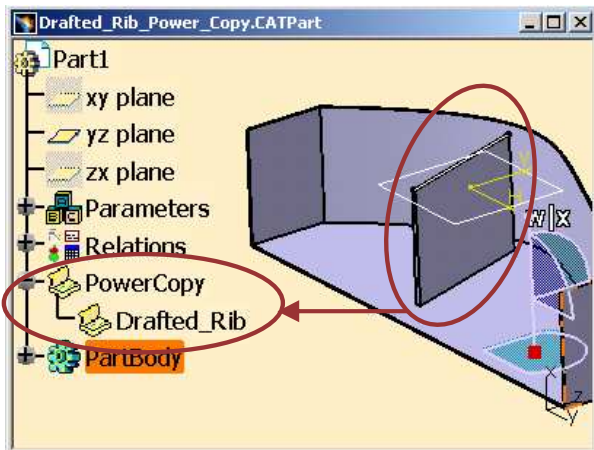 Drafted_Rib_Power_Copy.CATPart
Part1
xy plane
yz plane
zx plane
Parameters
Relations
PowerCopy
Drafted_Rib
PartBody
V
H
w|x
x
z
y